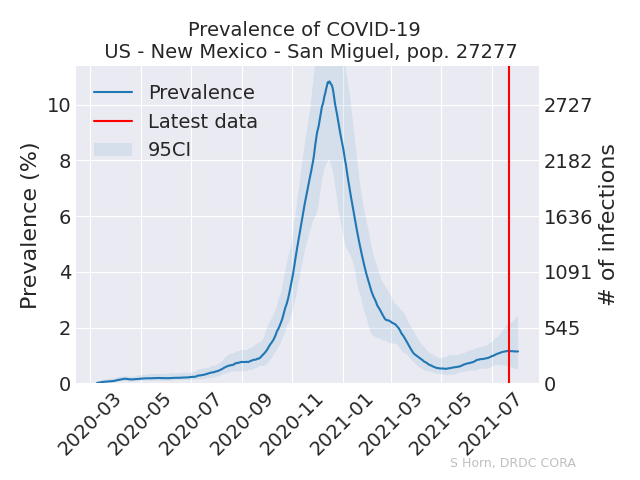 Prevalence of COVID-19
US - New Mexico - San Miguel, pop. 27277
Prevalence
Latest data
95CI
Prevalence (%)
10
8
6
4
2
0
2727
2182
1636
1091
545
0
# of infections
2020-03
2020-05
2020-07
2020-09
2020-11
2021-01
2021-03
2021-05
2021-07
S Horn, DRDC CORA